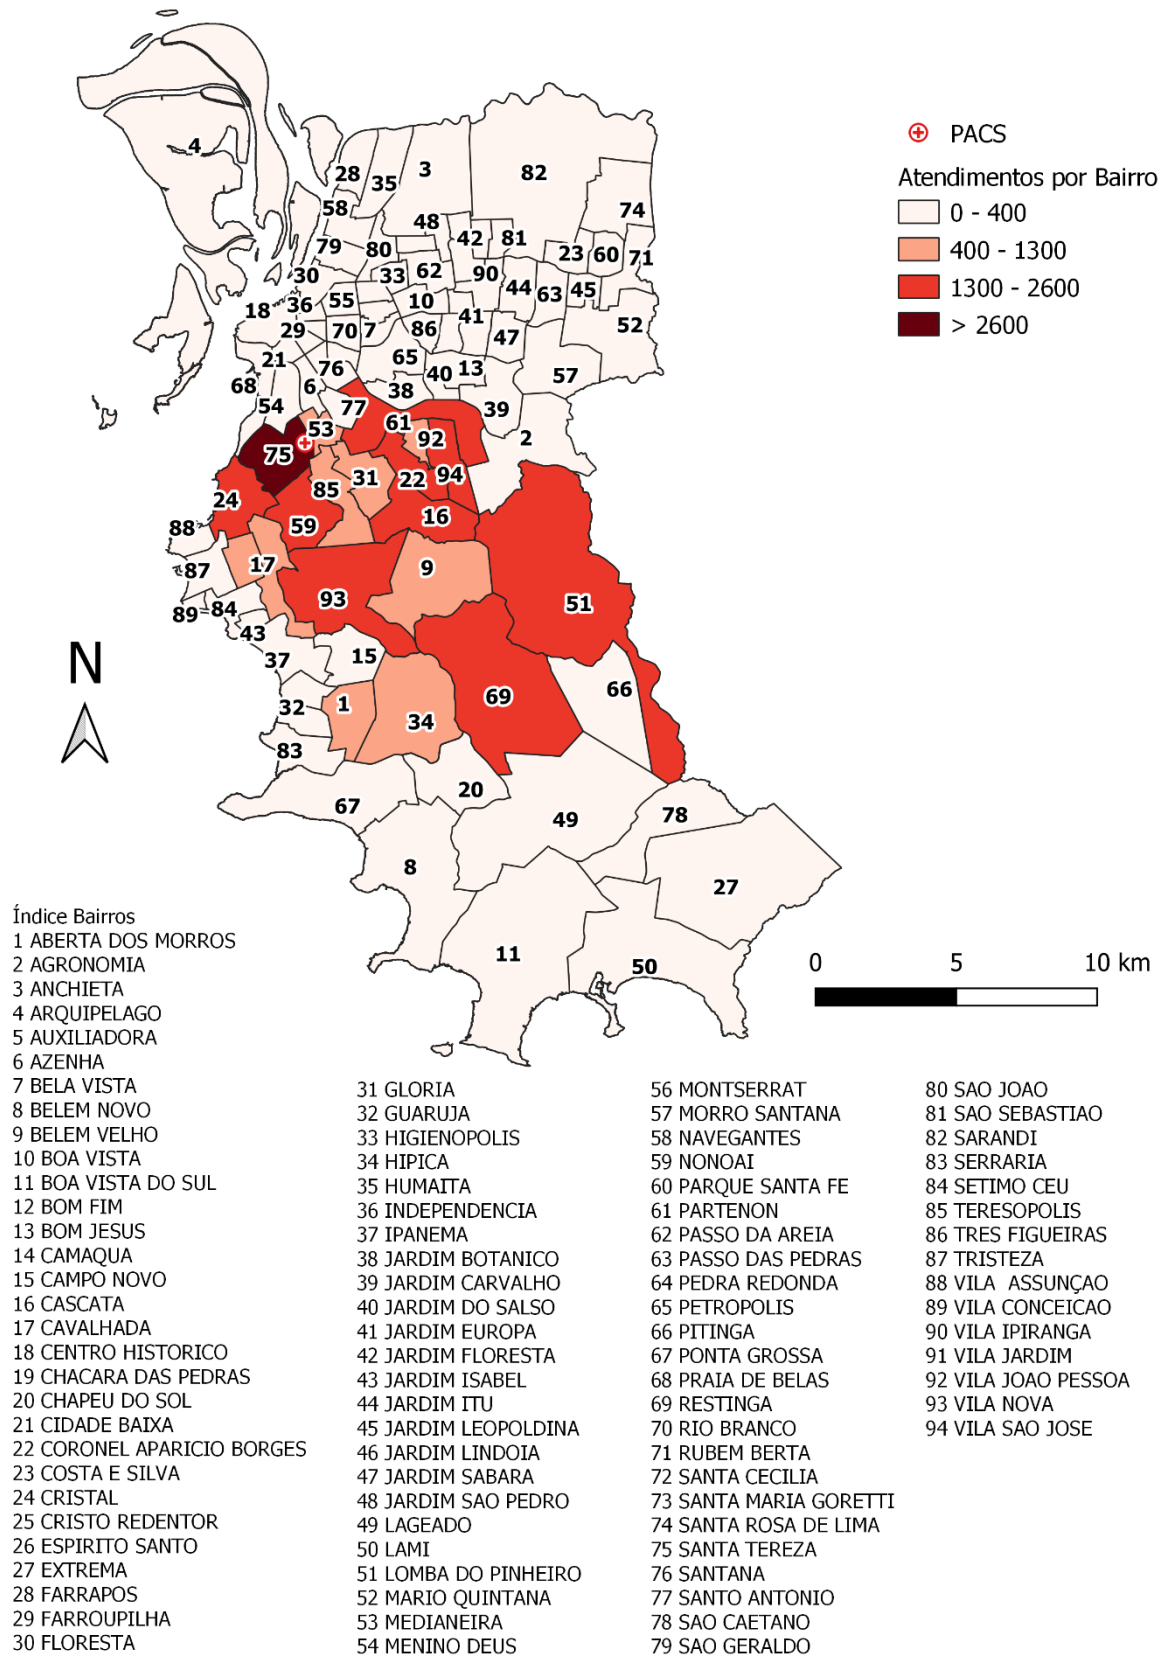 PACS
Atendimentos por Bairro
0 - 400
400 - 1300
1300 - 2600
> 2600
4
28
35
3
82
58
74
48
42
81
79
80
23
60
71
30
33
62
90
44
63
45
18
36
55
10
41
52
29
70
7
86
47
21
76
65
40
13
57
68
6
38
54
77
39
53
61
92
2
75
31
22
94
85
24
59
16
88
17
9
87
93
51
89
84
43
N
37
15
66
32
1
34
69
83
20
67
49
78
8
27
11
50
0 5 10 km
Índice Bairros
1 ABERTA DOS MORROS
2 AGRONOMIA
3 ANCHIETA
4 ARQUIPELAGO
5 AUXILIADORA
6 AZENHA
7 BELA VISTA
8 BELEM NOVO
9 BELEM VELHO
10 BOA VISTA
11 BOA VISTA DO SUL
12 BOM FIM
13 BOM JESUS
14 CAMAQUA
15 CAMPO NOVO
16 CASCATA
17 CAVALHADA
18 CENTRO HISTORICO
19 CHACARA DAS PEDRAS
20 CHAPEU DO SOL
21 CIDADE BAIXA
22 CORONEL APARICIO BORGES
23 COSTA E SILVA
24 CRISTAL
25 CRISTO REDENTOR
26 ESPIRITO SANTO
27 EXTREMA
28 FARRAPOS
29 FARROUPILHA
30 FLORESTA
31 GLORIA
32 GUARUJA
33 HIGIENOPOLIS
34 HIPICA
35 HUMAITA
36 INDEPENDENCIA
37 IPANEMA
38 JARDIM BOTANICO
39 JARDIM CARVALHO
40 JARDIM DO SALSO
41 JARDIM EUROPA
42 JARDIM FLORESTA
43 JARDIM ISABEL
44 JARDIM ITU
45 JARDIM LEOPOLDINA
46 JARDIM LINDOIA
47 JARDIM SABARA
48 JARDIM SAO PEDRO
49 LAGEADO
50 LAMI
51 LOMBA DO PINHEIRO
52 MARIO QUINTANA
53 MEDIANEIRA
54 MENINO DEUS
56 MONTSERRAT
57 MORRO SANTANA
58 NAVEGANTES
59 NONOAI
60 PARQUE SANTA FE
61 PARTENON
62 PASSO DA AREIA
63 PASSO DAS PEDRAS
64 PEDRA REDONDA
65 PETROPOLIS
66 PITINGA
67 PONTA GROSSA
68 PRAIA DE BELAS
69 RESTINGA
70 RIO BRANCO
71 RUBEM BERTA
72 SANTA CECILIA
73 SANTA MARIA GORETTI
74 SANTA ROSA DE LIMA
75 SANTA TEREZA
76 SANTANA
77 SANTO ANTONIO
78 SAO CAETANO
79 SAO GERALDO
80 SAO JOAO
81 SAO SEBASTIAO
82 SARANDI
83 SERRARIA
84 SETIMO CEU
85 TERESOPOLIS
86 TRES FIGUEIRAS
87 TRISTEZA
88 VILA ASSUNÇAO
89 VILA CONCEICAO
90 VILA IPIRANGA
91 VILA JARDIM
92 VILA JOAO PESSOA
93 VILA NOVA
94 VILA SAO JOSE